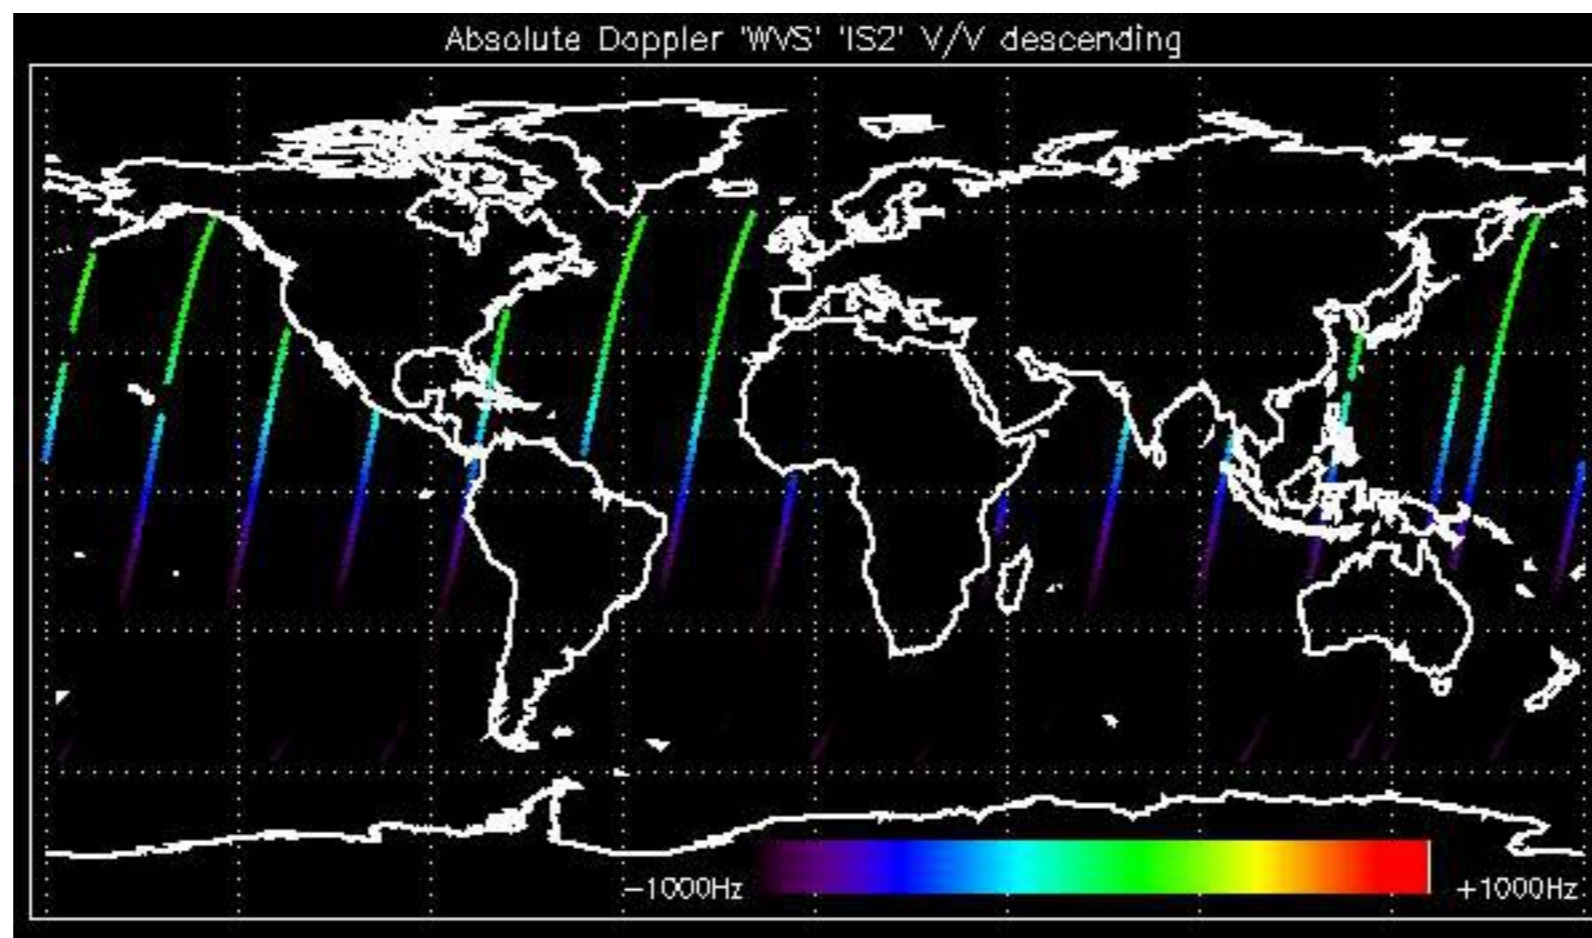 Absolute Doppler 'WVS' 'IS2' V/V descending
-1000Hz +1000Hz